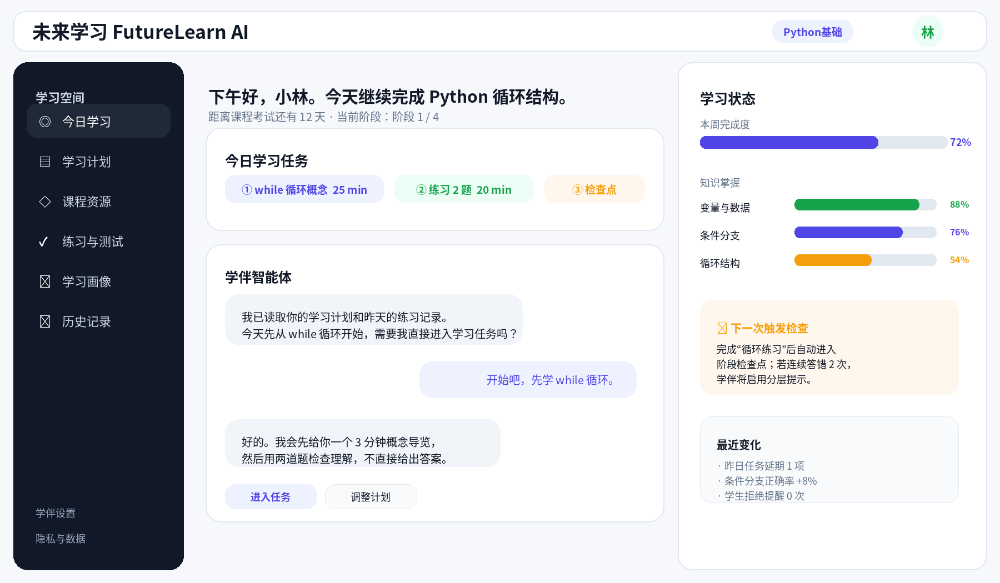 未来学习 FutureLearn AI
Python基础
林
学习空间
◎ 今日学习
▤ 学习计划
◇ 课程资源
✓ 练习与测试
学习画像
历史记录
学伴设置
隐私与数据
下午好，小林。今天继续完成 Python 循环结构。
距离课程考试还有 12 天 · 当前阶段：阶段 1 / 4
今日学习任务
① while 循环概念 25 min
② 练习 2 题 20 min
③ 检查点
学伴智能体
我已读取你的学习计划和昨天的练习记录。
今天先从 while 循环开始，需要我直接进入学习任务吗？
开始吧，先学 while 循环。
好的。我会先给你一个 3 分钟概念导览，
然后用两道题检查理解，不直接给出答案。
进入任务
调整计划
学习状态
本周完成度
72%
知识掌握
变量与数据 88%
条件分支 76%
循环结构 54%
下一次触发检查
完成“循环练习”后自动进入
阶段检查点；若连续答错 2 次，
学伴将启用分层提示。
最近变化
· 昨日任务延期 1 项
· 条件分支正确率 +8%
· 学生拒绝提醒 0 次